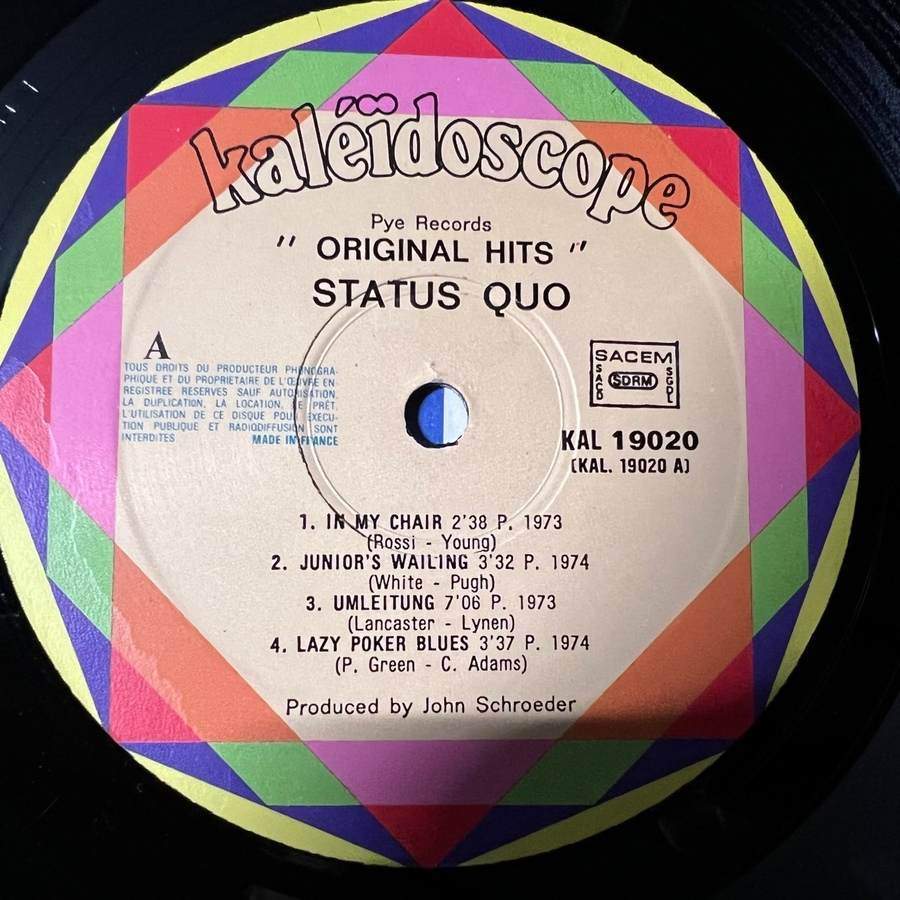 kaléïdoscope
Pye Records
" ORIGINAL HITS "
STATUS QUO
A
TOUS DROITS DU PRODUCTEUR PHONOGRA-
PHIQUE ET DU PROPRIETAIRE DE L'ŒUVRE EN
REGISTREE RESERVES SAUF AUTORISATION,
LA DUPLICATION, LA LOCATION, LE PRÊT,
L'UTILISATION DE CE DISQUE POUR EXECU-
TION PUBLIQUE ET RADIODIFFUSION SONT
INTERDITES
MADE IN FRANCE
SACEM
SACD
SDRM
SGDL
KAL 19020
(KAL. 19020 A)
1. IN MY CHAIR 2'38 P. 1973
(Rossi - Young)
2. JUNIOR'S WAILING 3'32 P. 1974
(White - Pugh)
3. UMLEITUNG 7'06 P. 1973
(Lancaster - Lynen)
4. LAZY POKER BLUES 3'37 P. 1974
(P. Green - C. Adams)
Produced by John Schroeder